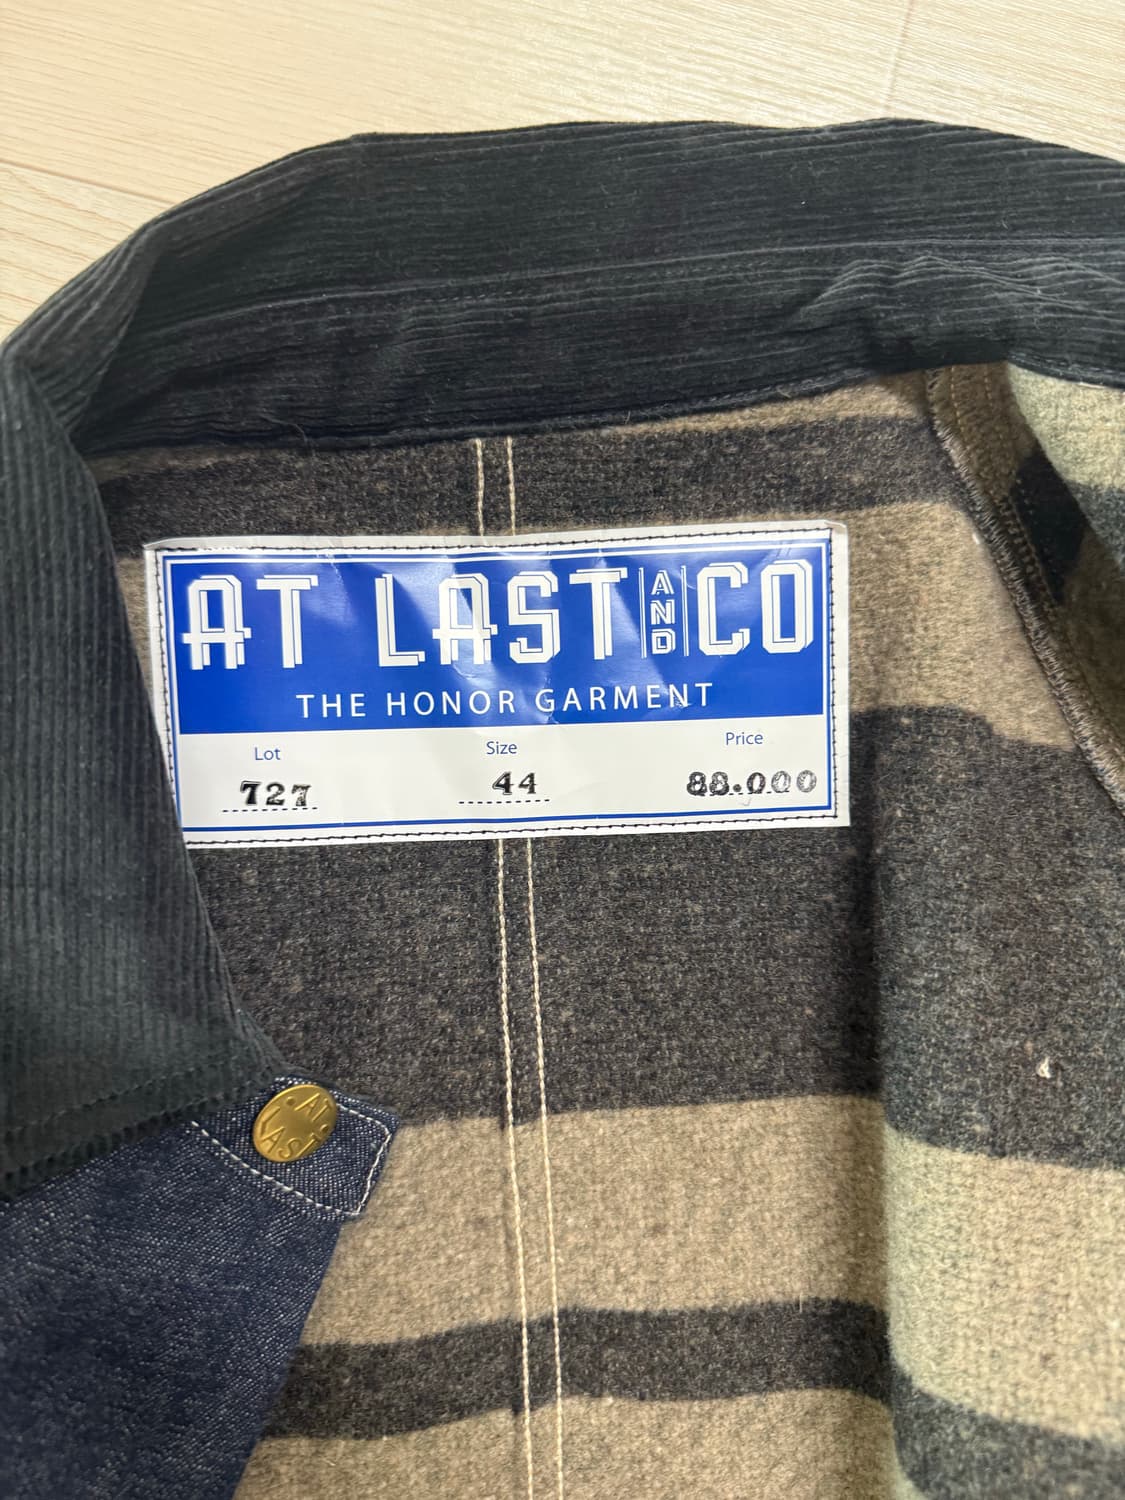 AT LAST AND CO
THE HONOR GARMENT
Lot Size Price
727 44 88.000
· AT ·
LAST